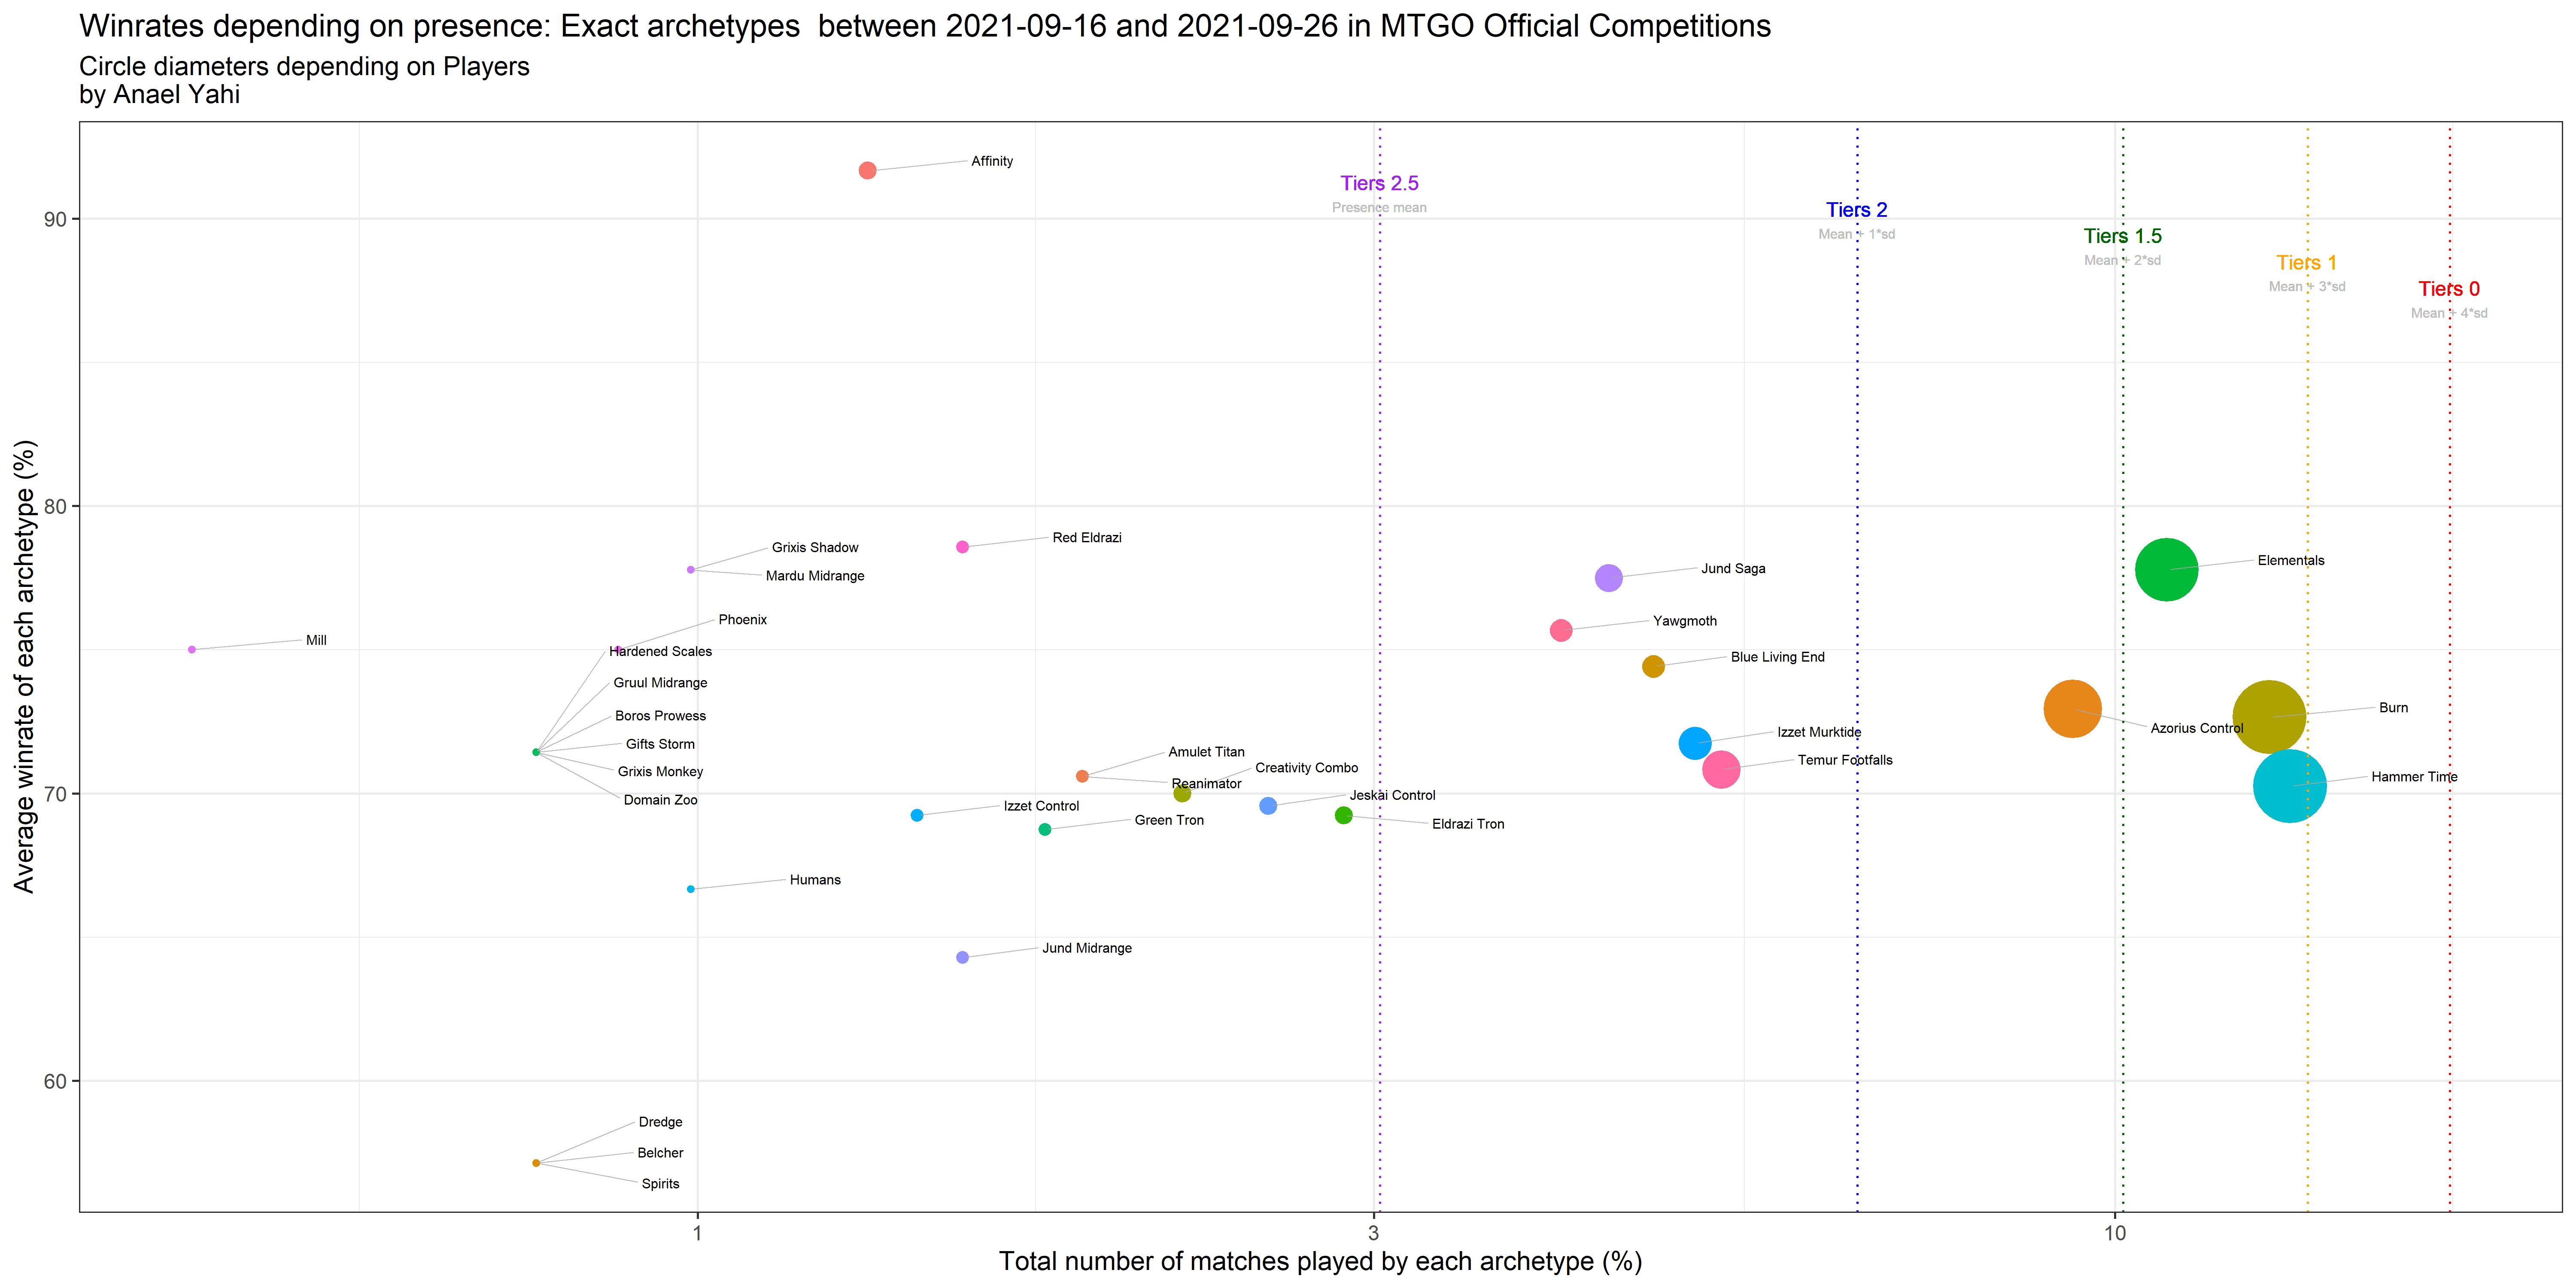 Winrates depending on presence: Exact archetypes  between 2021-09-16 and 2021-09-26 in MTGO Official Competitions
Circle diameters depending on Players
by Anael Yahi
Average winrate of each archetype (%)
90
80
70
60
Affinity
Tiers 2.5
Presence mean
Tiers 2
Mean + 1*sd
Tiers 1.5
Mean + 2*sd
Tiers 1
Mean + 3*sd
Tiers 0
Mean + 4*sd
Grixis Shadow
Mardu Midrange
Red Eldrazi
Jund Saga
Elementals
Phoenix
Yawgmoth
Mill
Hardened Scales
Blue Living End
Gruul Midrange
Boros Prowess
Burn
Azorius Control
Gifts Storm
Izzet Murktide
Amulet Titan
Temur Footfalls
Grixis Monkey
Creativity Combo
Reanimator
Hammer Time
Domain Zoo
Jeskai Control
Izzet Control
Green Tron
Eldrazi Tron
Humans
Jund Midrange
Dredge
Belcher
Spirits
1
3
10
Total number of matches played by each archetype (%)